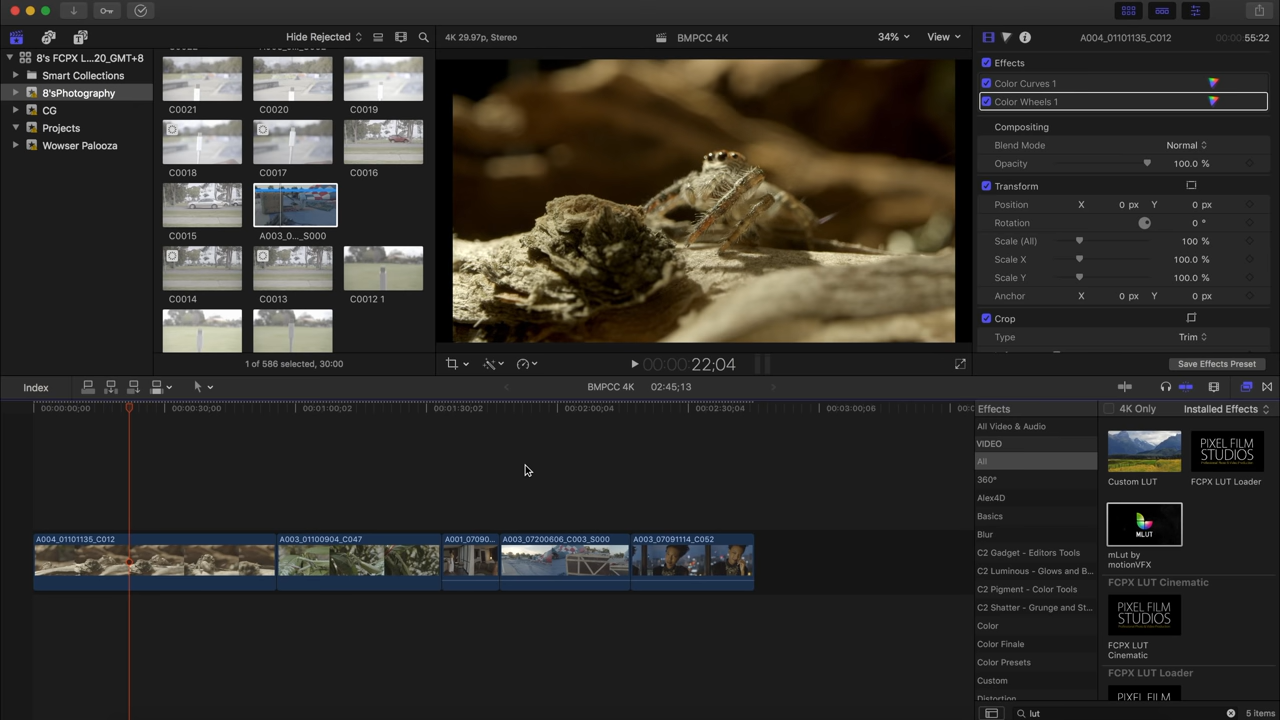 Hide Rejected
8's FCPX L...20_GMT+8
Smart Collections
8'sPhotography
CG
Projects
Wowser Palooza
C0021
C0020
C0019
C0018
C0017
C0016
C0015
A003_0..._S000
C0014
C0013
C0012 1
1 of 586 selected, 30:00
4K 29.97p, Stereo
BMPCC 4K
34%
View
00:00:00:22;04
A004_01101135_C012
00:00:55:22
Effects
Color Curves 1
Color Wheels 1
Compositing
Blend Mode
Normal
Opacity
100.0 %
Transform
Position
X
0 px
Y
0 px
Rotation
0 °
Scale (All)
100 %
Scale X
100.0 %
Scale Y
100.0 %
Anchor
X
0 px
Y
0 px
Crop
Type
Trim
Save Effects Preset
Index
BMPCC 4K
02:45;13
00:00:00;00
00:00:30;00
00:01:00;02
00:01:30;02
00:02:00;04
00:02:30;04
00:03:00;06
A004_01101135_C012
A003_01100904_C047
A001_07090...
A003_07200606_C003_S000
A003_07091114_C052
Effects
4K Only
Installed Effects
All Video & Audio
VIDEO
All
360°
Alex4D
Basics
Blur
C2 Gadget - Editors Tools
C2 Luminous - Glows and B...
C2 Pigment - Color Tools
C2 Shatter - Grunge and St...
Color
Color Finale
Color Presets
Custom
Distortion
PIXEL FILM
STUDIOS
Custom LUT
FCPX LUT Loader
MLUT
mLut by
motionVFX
FCPX LUT Cinematic
PIXEL FILM
STUDIOS
FCPX LUT
Cinematic
FCPX LUT Loader
PIXEL FILM
lut
5 items